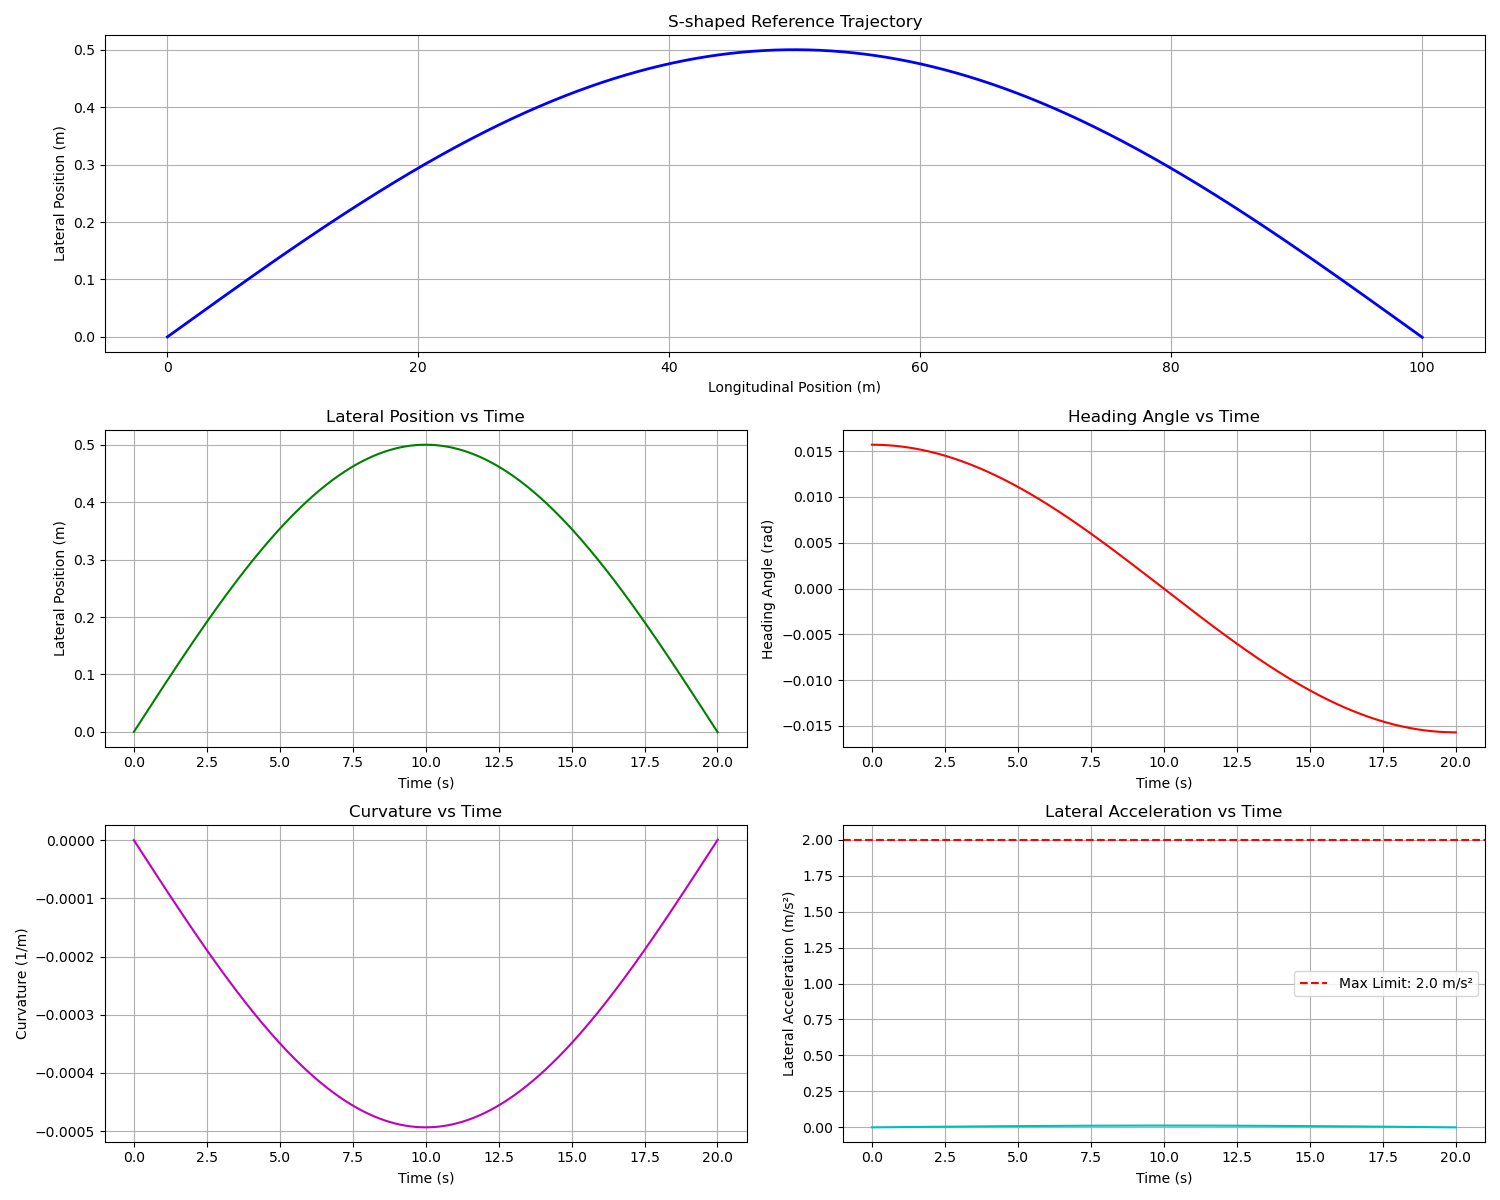 S-shaped Reference Trajectory
Lateral Position (m)
0.5
0.4
0.3
0.2
0.1
0.0
0 20 40 60 80 100
Longitudinal Position (m)
Lateral Position vs Time
Lateral Position (m)
0.5
0.4
0.3
0.2
0.1
0.0
0.0 2.5 5.0 7.5 10.0 12.5 15.0 17.5 20.0
Time (s)
Heading Angle vs Time
Heading Angle (rad)
0.015
0.010
0.005
0.000
−0.005
−0.010
−0.015
0.0 2.5 5.0 7.5 10.0 12.5 15.0 17.5 20.0
Time (s)
Curvature vs Time
Curvature (1/m)
0.0000
−0.0001
−0.0002
−0.0003
−0.0004
−0.0005
0.0 2.5 5.0 7.5 10.0 12.5 15.0 17.5 20.0
Time (s)
Lateral Acceleration vs Time
Lateral Acceleration (m/s²)
2.00
1.75
1.50
1.25
1.00
0.75
0.50
0.25
0.00
Max Limit: 2.0 m/s²
0.0 2.5 5.0 7.5 10.0 12.5 15.0 17.5 20.0
Time (s)